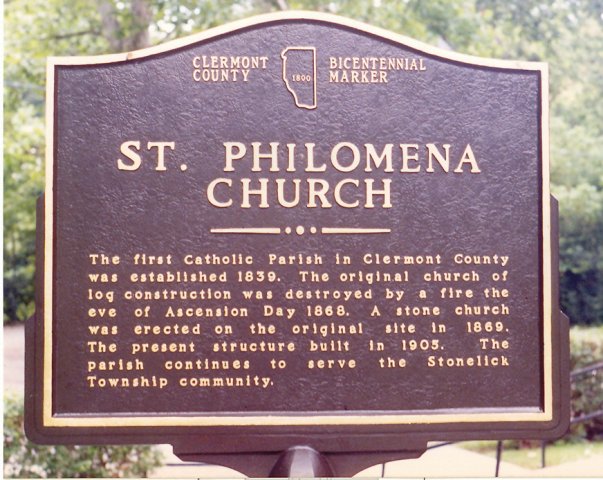 CLERMONT COUNTY
1800
BICENTENNIAL MARKER
ST. PHILOMENA
CHURCH
The first Catholic Parish in Clermont County
was established 1839. The original church of
log construction was destroyed by a fire the
eve of Ascension Day 1868. A stone church
was erected on the original site in 1869.
The present structure built in 1905. The
parish continues to serve the Stonelick
Township community.